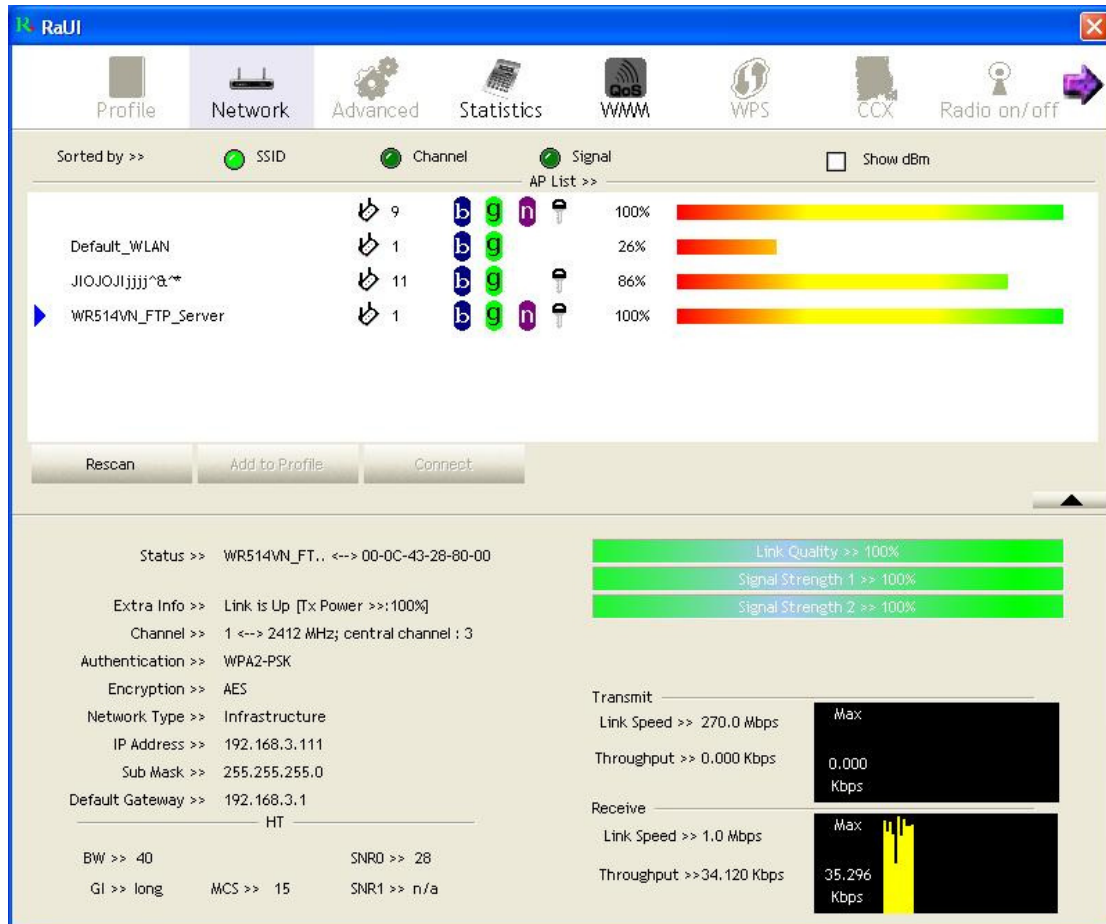 RaUI
Profile Network Advanced Statistics QoS WMM WPS CCX Radio on/off
Sorted by >> SSID Channel Signal Show dBm
AP List >>
9 b g n 100%
Default_WLAN 1 b g 26%
JIOJOJIjjjj^&^* 11 b g 86%
WR514VN_FTP_Server 1 b g n 100%
Rescan Add to Profile Connect
Status >> WR514VN_FT.. <--> 00-0C-43-28-80-00
Extra Info >> Link is Up [Tx Power >>:100%]
Channel >> 1 <--> 2412 MHz; central channel : 3
Authentication >> WPA2-PSK
Encryption >> AES
Network Type >> Infrastructure
IP Address >> 192.168.3.111
Sub Mask >> 255.255.255.0
Default Gateway >> 192.168.3.1
HT
BW >> 40 SNR0 >> 28
GI >> long MCS >> 15 SNR1 >> n/a
Link Quality >> 100%
Signal Strength 1 >> 100%
Signal Strength 2 >> 100%
Transmit
Link Speed >> 270.0 Mbps
Throughput >> 0.000 Kbps
Max
0.000
Kbps
Receive
Link Speed >> 1.0 Mbps
Throughput >>34.120 Kbps
Max
35.296
Kbps